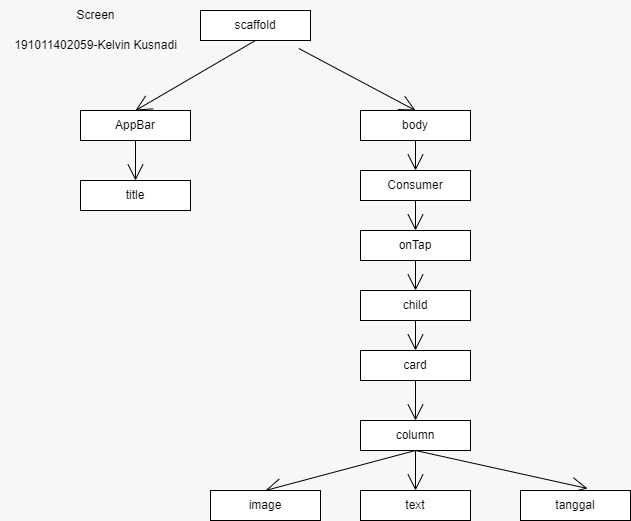 Screen
191011402059-Kelvin Kusnadi
scaffold
AppBar
body
title
Consumer
onTap
child
card
column
image
text
tanggal